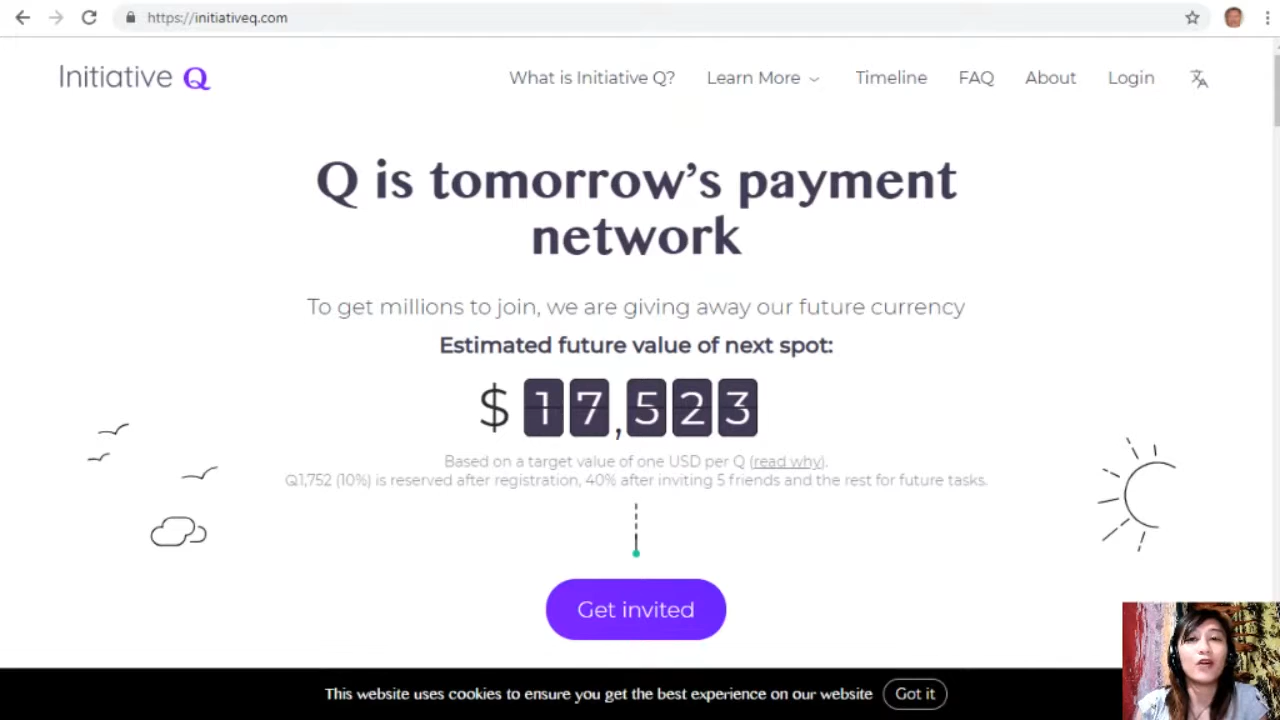 https://initiativeq.com
Initiative Q
What is Initiative Q? Learn More Timeline FAQ About Login
Q is tomorrow's payment
network
To get millions to join, we are giving away our future currency
Estimated future value of next spot:
$ 17,523
Based on a target value of one USD per Q (read why).
Q1,752 (10%) is reserved after registration, 40% after inviting 5 friends and the rest for future tasks.
Get invited
This website uses cookies to ensure you get the best experience on our website Got it